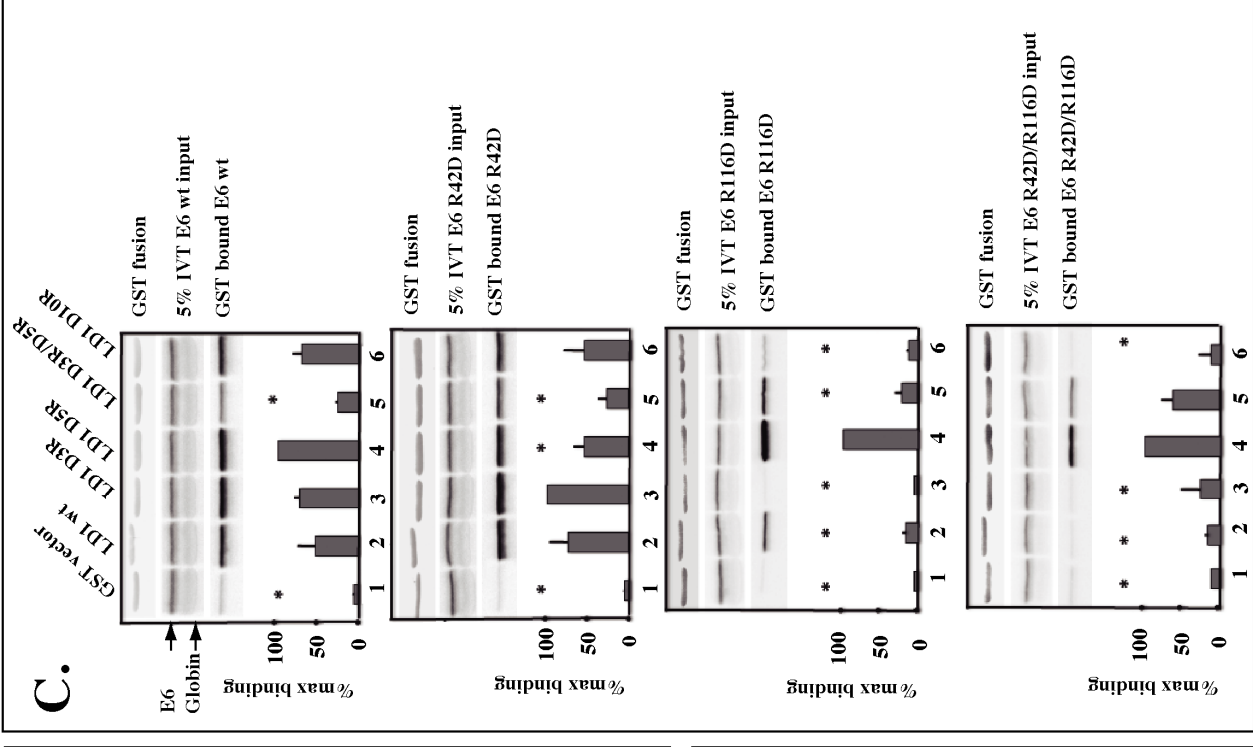 C.
GST vector
LD1 wt
LD1 D3R
LD1 D5R
LD1 D3R/D5R
LD1 D10R
E6
Globin
GST fusion
5% IVT E6 wt input
GST bound E6 wt
% max binding
100
50
0
* *
1 2 3 4 5 6
GST fusion
5% IVT E6 R42D input
GST bound E6 R42D
% max binding
100
50
0
* * *
1 2 3 4 5 6
GST fusion
5% IVT E6 R116D input
GST bound E6 R116D
% max binding
100
50
0
* * * * *
1 2 3 4 5 6
GST fusion
5% IVT E6 R42D/R116D input
GST bound E6 R42D/R116D
% max binding
100
50
0
* * * *
1 2 3 4 5 6